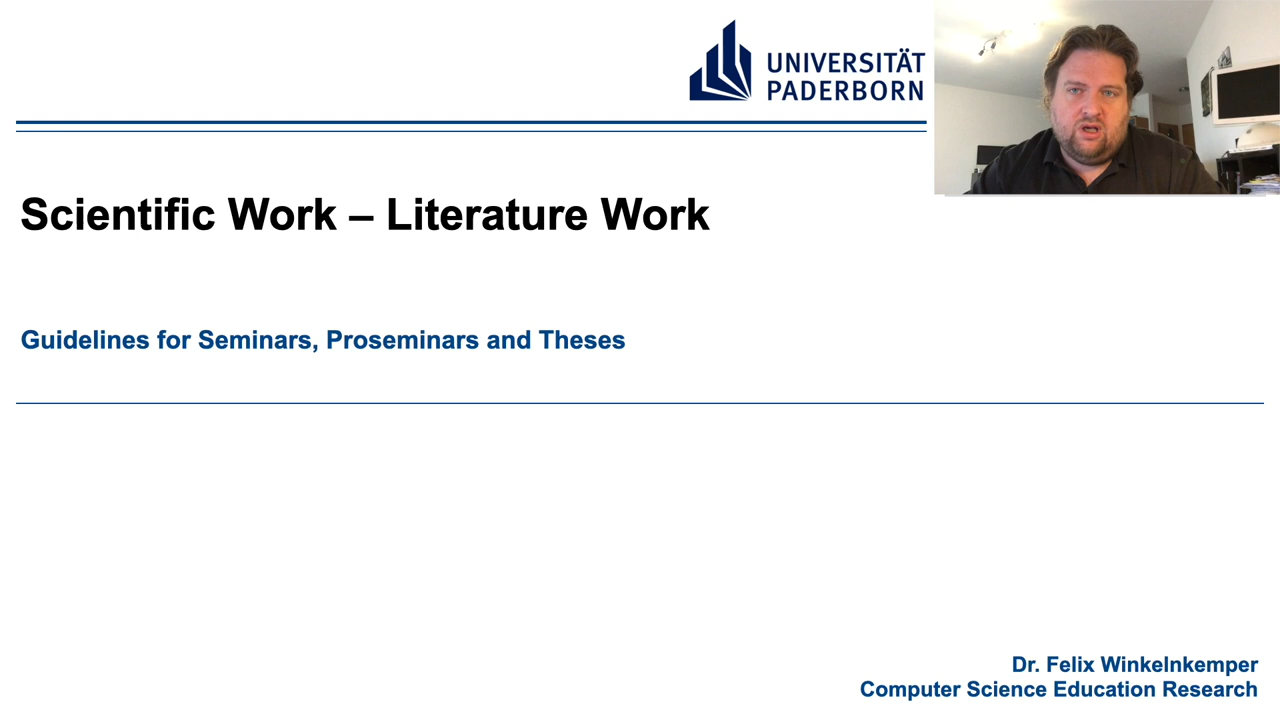 UNIVERSITÄT
PADERBORN
Scientific Work – Literature Work
Guidelines for Seminars, Proseminars and Theses
Dr. Felix Winkelnkemper
Computer Science Education Research